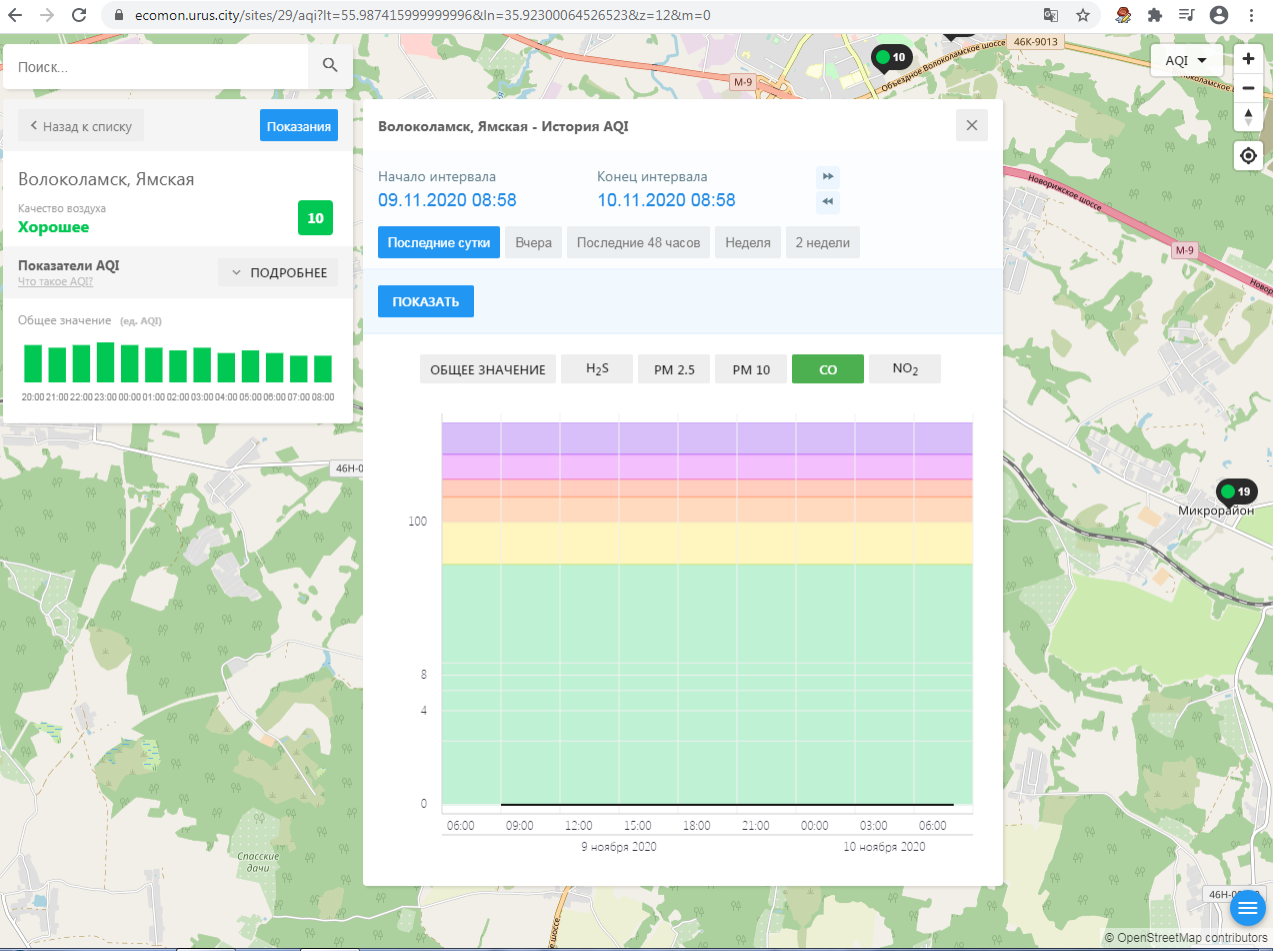 ecomon.urus.city/sites/29/aqi?lt=55.987415999999996&ln=35.92300064526523&z=12&m=0
46К-9013
Объездное Волоколамское шоссе
10
М-9
AQI
Поиск...
Назад к списку
Показания
Волоколамск, Ямская
Качество воздуха
Хорошее
10
Показатели AQI
Что такое AQI?
ПОДРОБНЕЕ
Общее значение (ед. AQI)
20:00 21:00 22:00 23:00 00:00 01:00 02:00 03:00 04:00 05:00 06:00 07:00 08:00
Волоколамск, Ямская - История AQI
Начало интервала
Конец интервала
09.11.2020 08:58
10.11.2020 08:58
Последние сутки
Вчера
Последние 48 часов
Неделя
2 недели
ПОКАЗАТЬ
ОБЩЕЕ ЗНАЧЕНИЕ
H2S
PM 2.5
PM 10
CO
NO2
100
8
4
0
06:00 09:00 12:00 15:00 18:00 21:00 00:00 03:00 06:00
9 ноября 2020
10 ноября 2020
Новорижское шоссе
М-9
19
Микрорайон
Спасские
дачи
© OpenStreetMap contributors